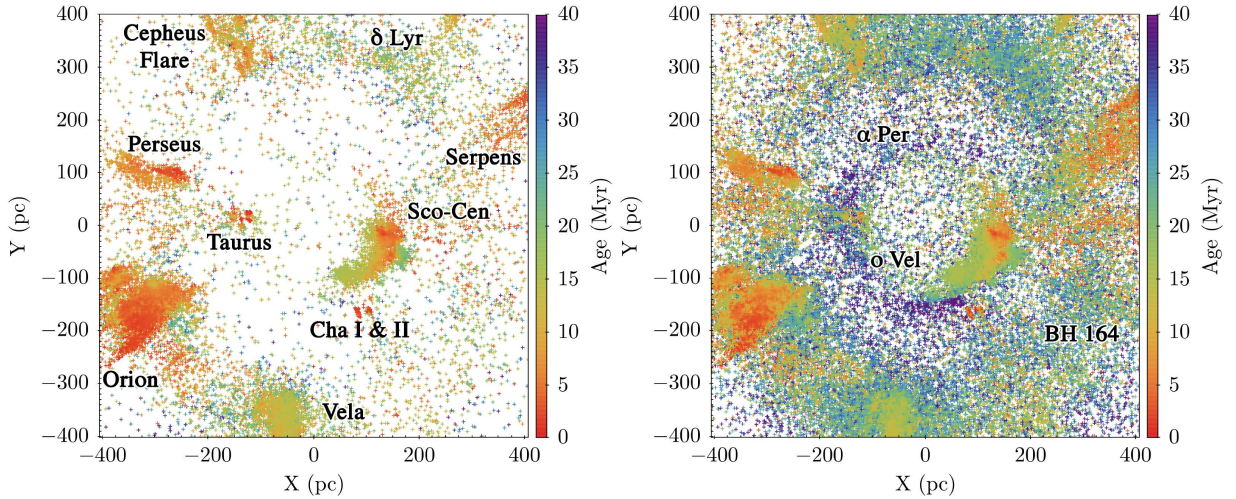 400
300
200
100
0
−100
−200
−300
−400
−400
−200
0
200
400
X (pc)
Y (pc)
Cepheus
Flare
δ Lyr
Perseus
Serpens
Sco-Cen
Taurus
Cha I & II
Orion
Vela
40
35
30
25
20
15
10
5
0
Age (Myr)
400
300
200
100
0
−100
−200
−300
−400
−400
−200
0
200
400
X (pc)
Y (pc)
α Per
o Vel
BH 164
40
35
30
25
20
15
10
5
0
Age (Myr)